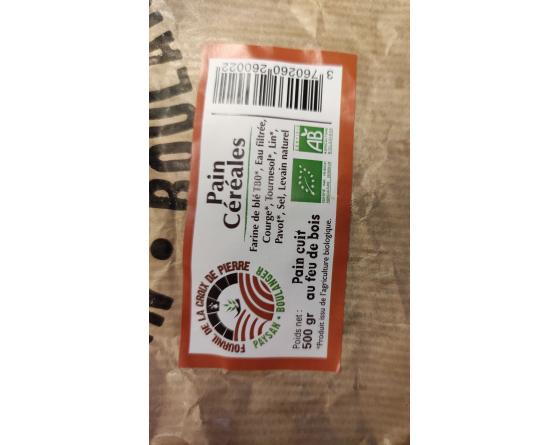 BOULAN
IN •
3 760260 260022
Pain
Céréales
Farine de blé T80*, Eau filtrée,
Courge*, Tournesol*, Lin*,
Pavot*, Sel, Levain naturel
AB
FOURNIL DE LA CROIX DE PIERRE
PAYSAN • BOULANGER
Poids net :
500 gr
Pain cuit
au feu de bois
*Produit issu de l'agriculture biologique.